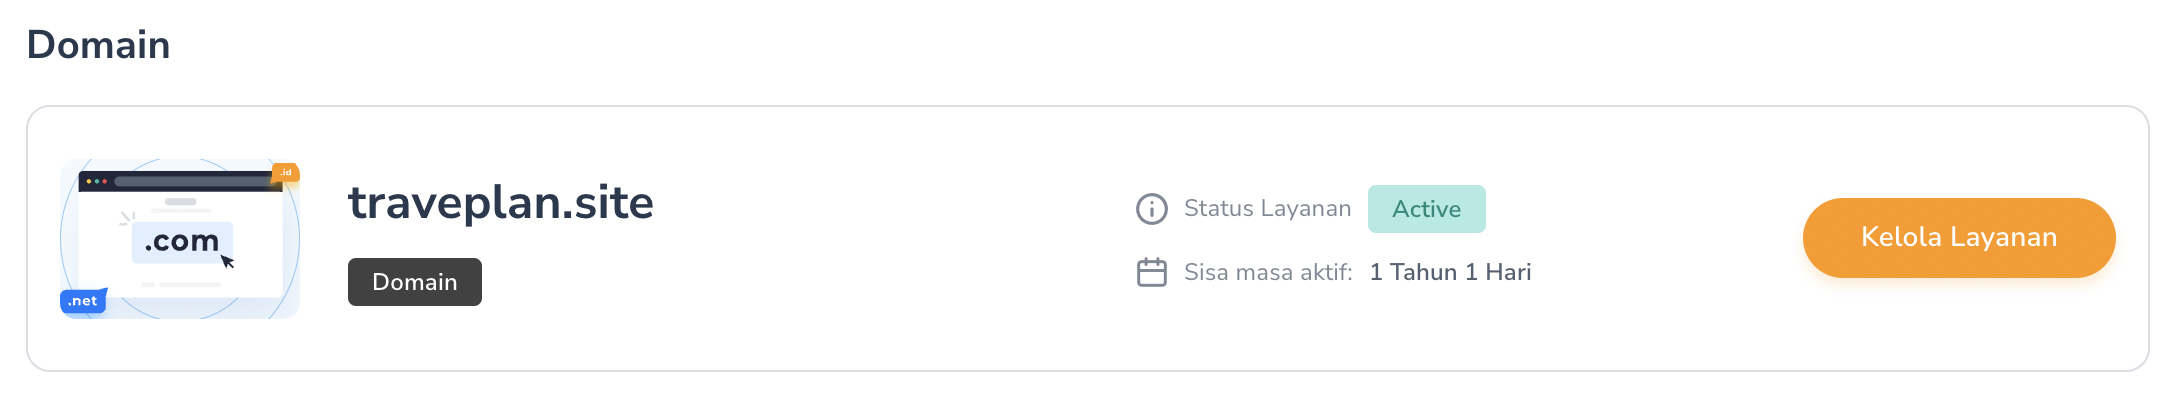 Domain
.id
.com
.net
traveplan.site
Domain
Status Layanan Active
Sisa masa aktif: 1 Tahun 1 Hari
Kelola Layanan